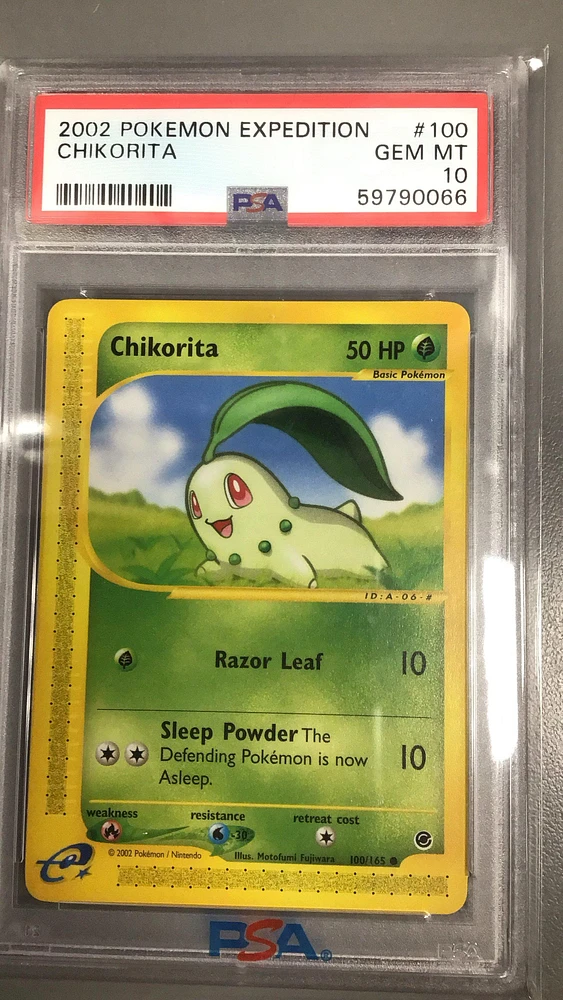 2002 POKEMON EXPEDITION #100
CHIKORITA GEM MT
10
PSA 59790066
Chikorita 50 HP
Basic Pokémon
ID:A-06-#
Razor Leaf 10
Sleep Powder The
Defending Pokémon is now 10
Asleep.
weakness resistance retreat cost
-30
e
© 2002 Pokémon / Nintendo Illus. Motofumi Fujiwara 100/165 ●
PSA®